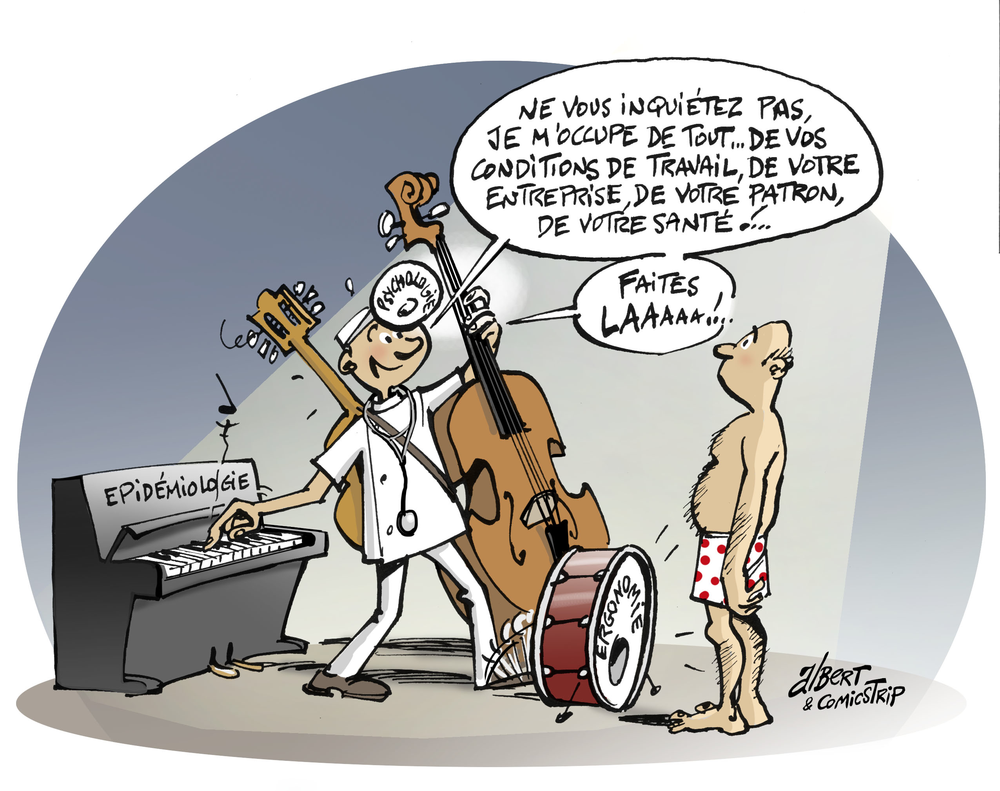 NE VOUS iNQUiÉTEZ PAS,
JE M'OCCUPE DE TOUT... DE VOS
CONDiTiONS DE TRAVAiL, DE VOTRE
ENTREPRiSE, DE VOTRE PATRON,
DE VOTRE SANTÉ !...
FAiTES
LAAAAAA !...
PSYCHOLOGiE
EPiDÉMiOLOGiE
ERGONOMiE
alBERT
& COMiCSTRiP